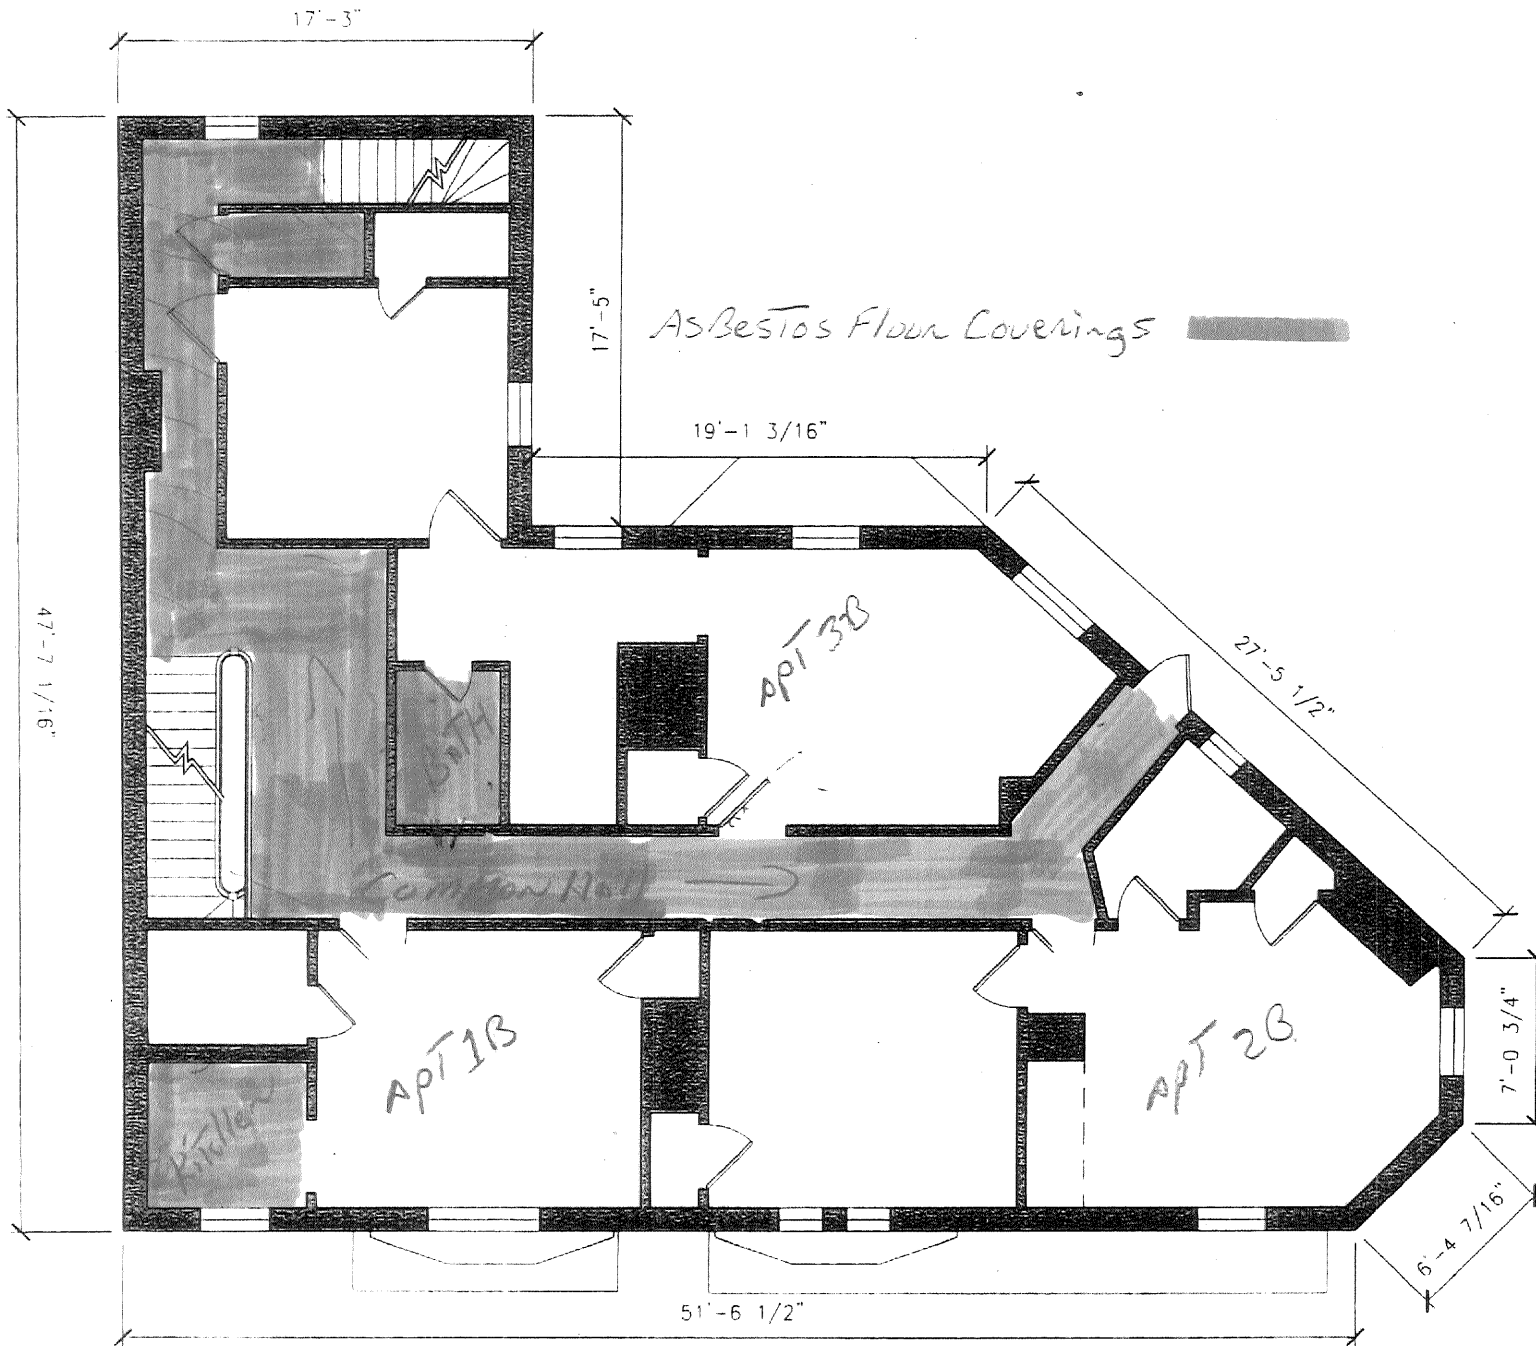 17'-3"
17'-5"
AsBesTos Floor Coverings
19'-1 3/16"
47'-7 1/16"
27'-5 1/2"
APT 3B
BATH
Common Hall
7'-0 3/4"
APT 1B
APT 2B
Kitchen
6'-4 7/16"
51'-6 1/2"